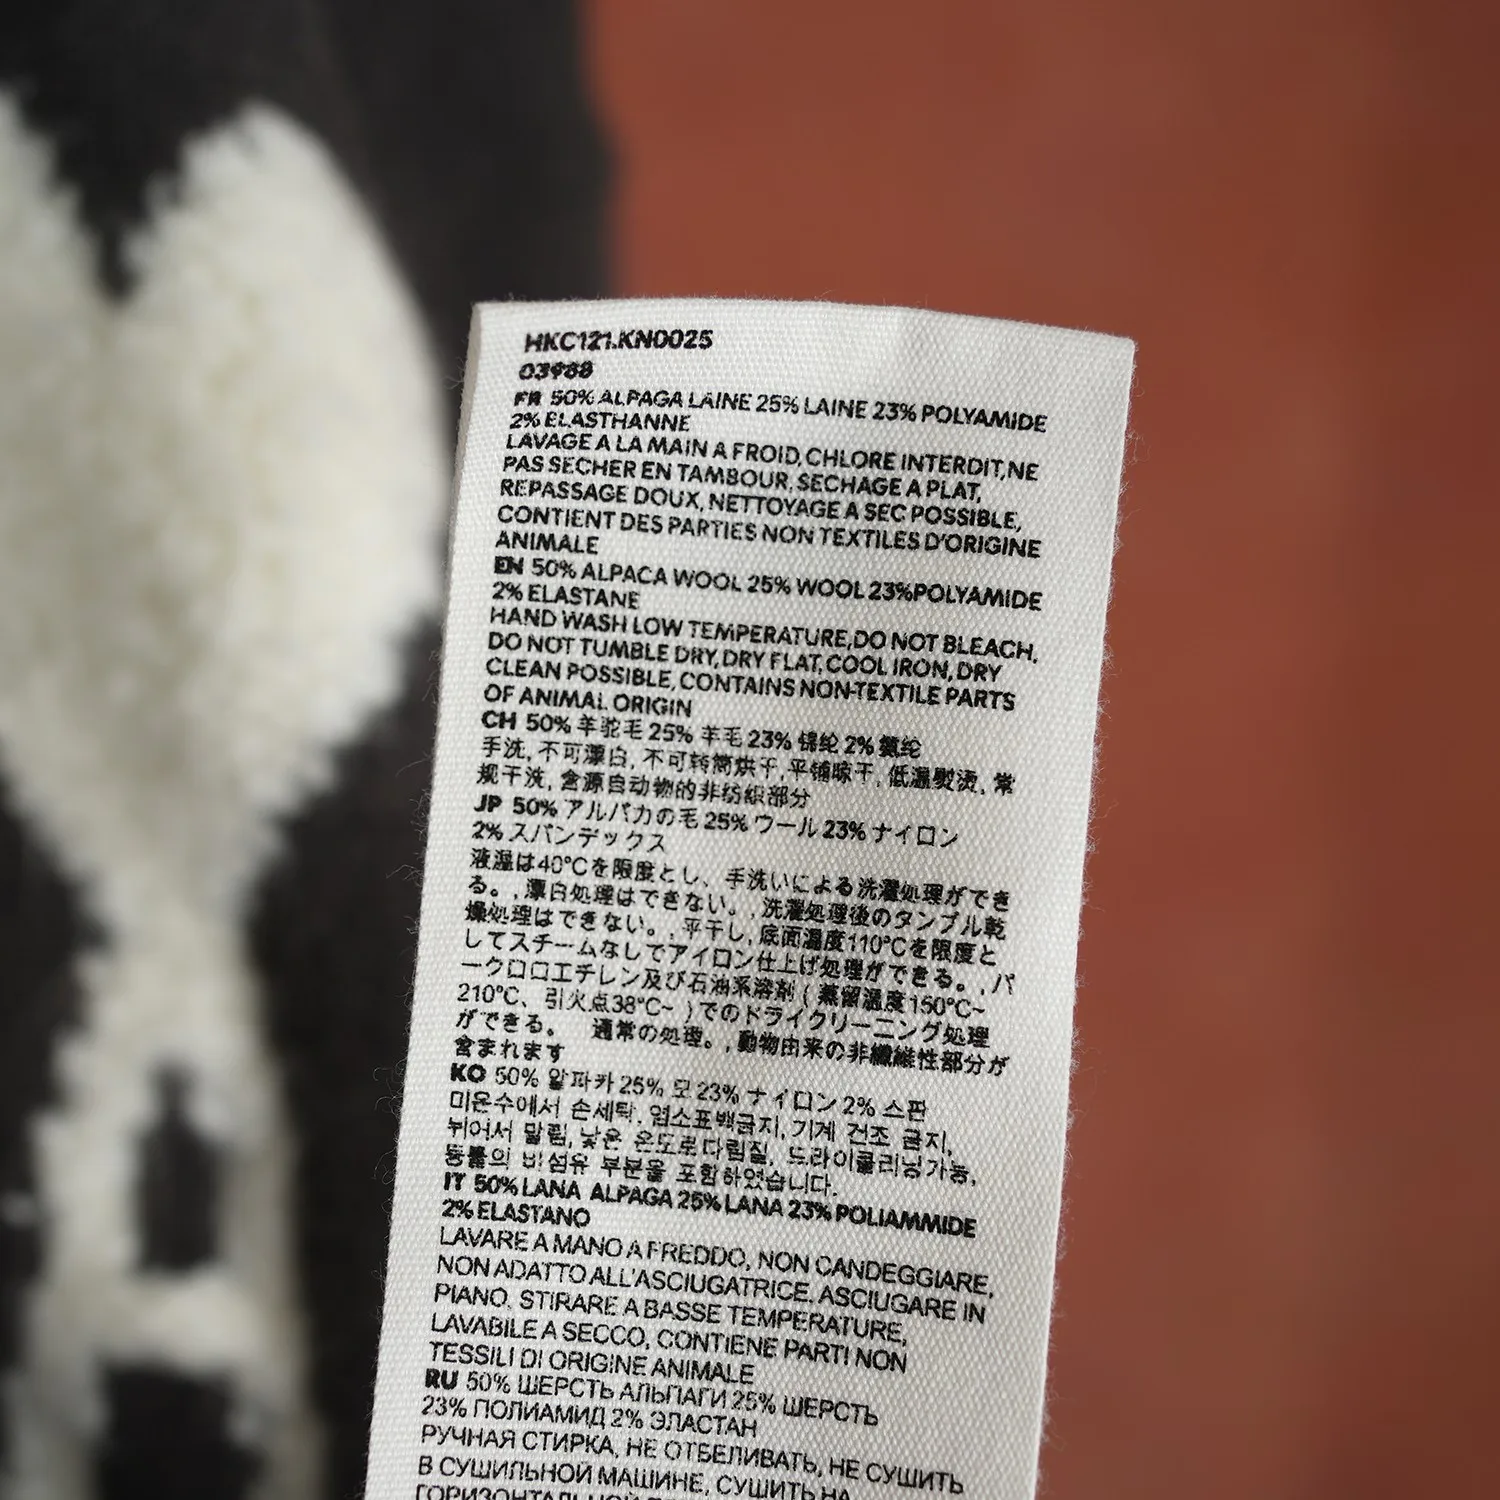 HKC121.KN0025
03988
FR 50% ALPAGA LAINE 25% LAINE 23% POLYAMIDE
2% ELASTHANNE
LAVAGE A LA MAIN A FROID, CHLORE INTERDIT, NE
PAS SECHER EN TAMBOUR, SECHAGE A PLAT,
REPASSAGE DOUX, NETTOYAGE A SEC POSSIBLE,
CONTIENT DES PARTIES NON TEXTILES D'ORIGINE
ANIMALE
EN 50% ALPACA WOOL 25% WOOL 23%POLYAMIDE
2% ELASTANE
HAND WASH LOW TEMPERATURE,DO NOT BLEACH,
DO NOT TUMBLE DRY, DRY FLAT, COOL IRON, DRY
CLEAN POSSIBLE, CONTAINS NON-TEXTILE PARTS
OF ANIMAL ORIGIN
CH 50% 羊驼毛 25% 羊毛 23% 锦纶 2% 氨纶
手洗, 不可漂白, 不可转筒烘干, 平铺晾干, 低温熨烫, 常
规干洗, 含源自动物的非纺织部分
JP 50% アルパカの毛 25% ウール 23% ナイロン
2% スパンデックス
液温は40℃を限度とし、手洗いによる洗濯処理ができ
る。, 漂白処理はできない。, 洗濯処理後のタンブル乾
燥処理はできない。, 平干し, 底面温度110℃を限度と
してスチームなしでアイロン仕上げ処理ができる。, パ
ークロロエチレン及び石油系溶剤 ( 蒸留温度150℃~
210℃、引火点38℃~ ) でのドライクリーニング処理
ができる。 通常の処理。, 動物由来の非繊維性部分が
含まれます
KO 50% 알파카 25% 모 23% ナイロン 2% 스판
미온수에서 손세탁. 염소표백금지, 기계 건조 금지,
뉘어서 말림, 낮은 온도로다림질, 드라이클리닝가능,
동물의 비섬유 부분을 포함하였습니다.
IT 50% LANA ALPAGA 25% LANA 23% POLIAMMIDE
2% ELASTANO
LAVARE A MANO A FREDDO, NON CANDEGGIARE,
NON ADATTO ALL'ASCIUGATRICE, ASCIUGARE IN
PIANO, STIRARE A BASSE TEMPERATURE,
LAVABILE A SECCO, CONTIENE PARTI NON
TESSILI DI ORIGINE ANIMALE
RU 50% ШЕРСТЬ АЛЬПАГИ 25% ШЕРСТЬ
23% ПОЛИАМИД 2% ЭЛАСТАН
РУЧНАЯ СТИРКА, НЕ ОТБЕЛИВАТЬ, НЕ СУШИТЬ
В СУШИЛЬНОЙ МАШИНЕ, СУШИТЬ НА